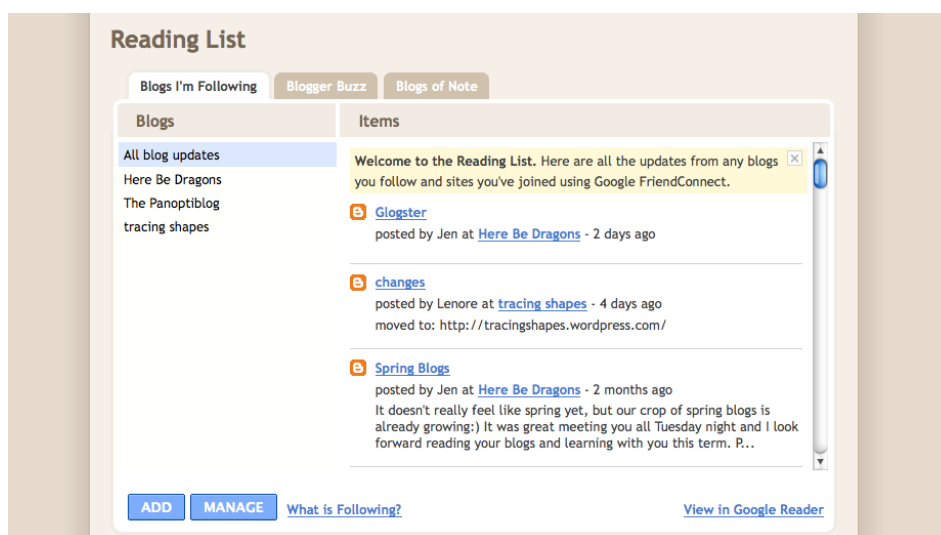 Reading List
Blogs I'm Following
Blogger Buzz
Blogs of Note
Blogs
Items
All blog updates
Here Be Dragons
The Panoptiblog
tracing shapes
Welcome to the Reading List. Here are all the updates from any blogs
you follow and sites you've joined using Google FriendConnect.
Glogster
posted by Jen at Here Be Dragons - 2 days ago
changes
posted by Lenore at tracing shapes - 4 days ago
moved to: http://tracingshapes.wordpress.com/
Spring Blogs
posted by Jen at Here Be Dragons - 2 months ago
It doesn't really feel like spring yet, but our crop of spring blogs is
already growing:) It was great meeting you all Tuesday night and I look
forward reading your blogs and learning with you this term. P...
ADD
MANAGE
What is Following?
View in Google Reader